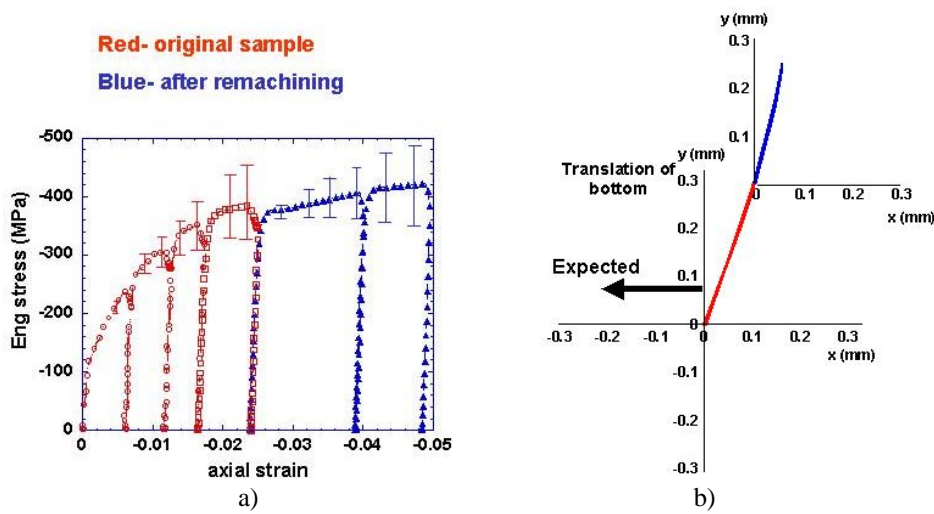 Red- original sample
Blue- after remachining
Eng stress (MPa)
-500
-400
-300
-200
-100
0
0 -0.01 -0.02 -0.03 -0.04 -0.05
axial strain
a)
y (mm)
0.3
0.2
0.1
0 0.1 0.2 0.3
x (mm)
Translation of
bottom
y (mm)
0.3
0.2
0.1
0
Expected
-0.3 -0.2 -0.1 0.1 0.2 0.3
x (mm)
-0.1
-0.2
-0.3
b)